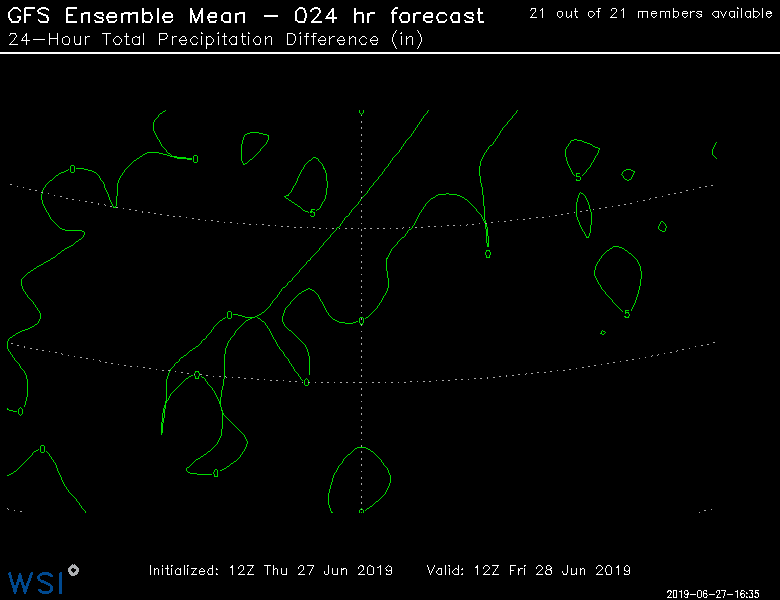 GFS Ensemble Mean — 024 hr forecast
21 out of 21 members available
24-Hour Total Precipitation Difference (in)
0
0
0
5
5
0
5
0
0
0
0
0
0
0
0
0
Initialized: 12Z Thu 27 Jun 2019
Valid: 12Z Fri 28 Jun 2019
WSI
2019-06-27-16:35